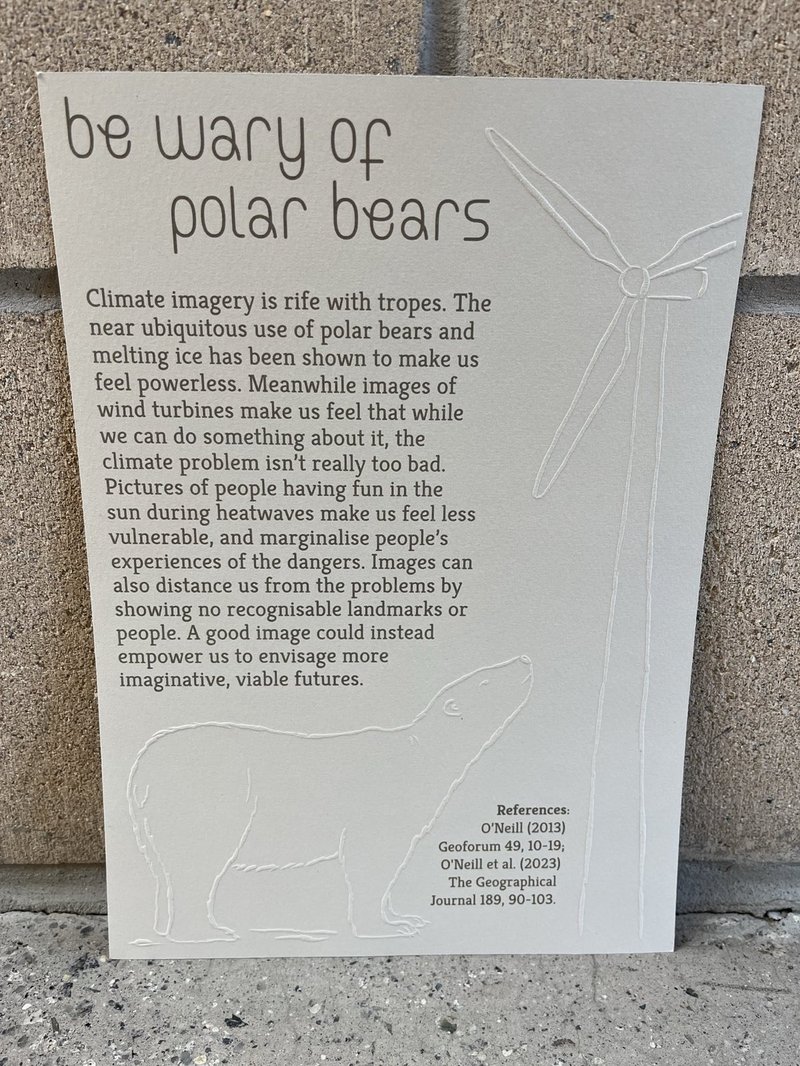 be wary of
polar bears
Climate imagery is rife with tropes. The
near ubiquitous use of polar bears and
melting ice has been shown to make us
feel powerless. Meanwhile images of
wind turbines make us feel that while
we can do something about it, the
climate problem isn't really too bad.
Pictures of people having fun in the
sun during heatwaves make us feel less
vulnerable, and marginalise people's
experiences of the dangers. Images can
also distance us from the problems by
showing no recognisable landmarks or
people. A good image could instead
empower us to envisage more
imaginative, viable futures.
References:
O'Neill (2013)
Geoforum 49, 10-19;
O'Neill et al. (2023)
The Geographical
Journal 189, 90-103.